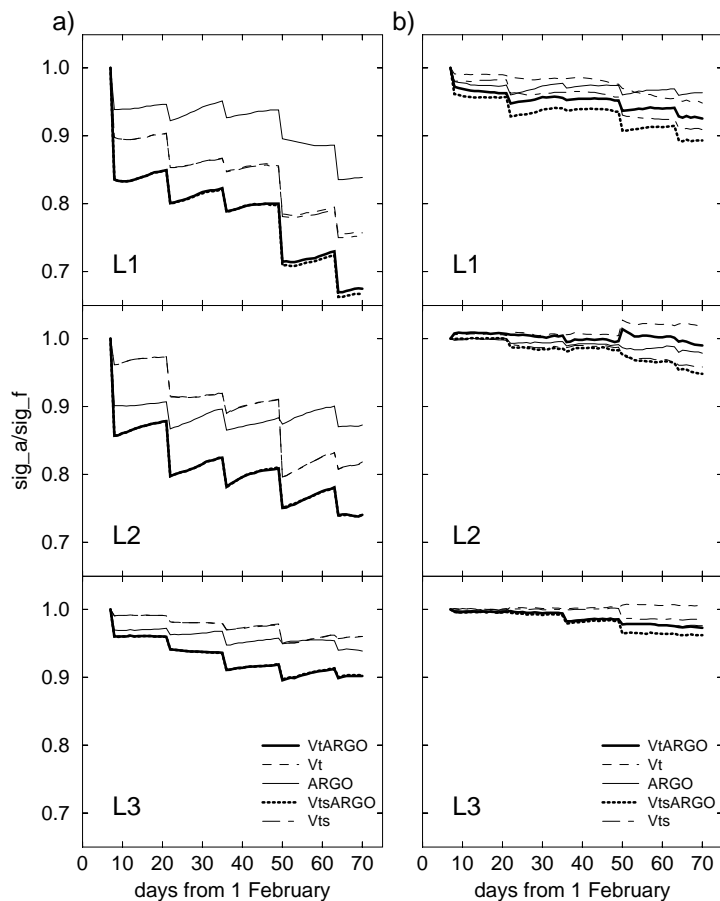 a)
b)
1.0
0.9
0.8
0.7
L1
L1
1.0
0.9
0.8
0.7
sig_a/sig_f
L2
L2
1.0
0.9
0.8
0.7
L3
VtARGO
Vt
ARGO
VtsARGO
Vts
L3
VtARGO
Vt
ARGO
VtsARGO
Vts
0 10 20 30 40 50 60 70
0 10 20 30 40 50 60 70
days from 1 February
days from 1 February